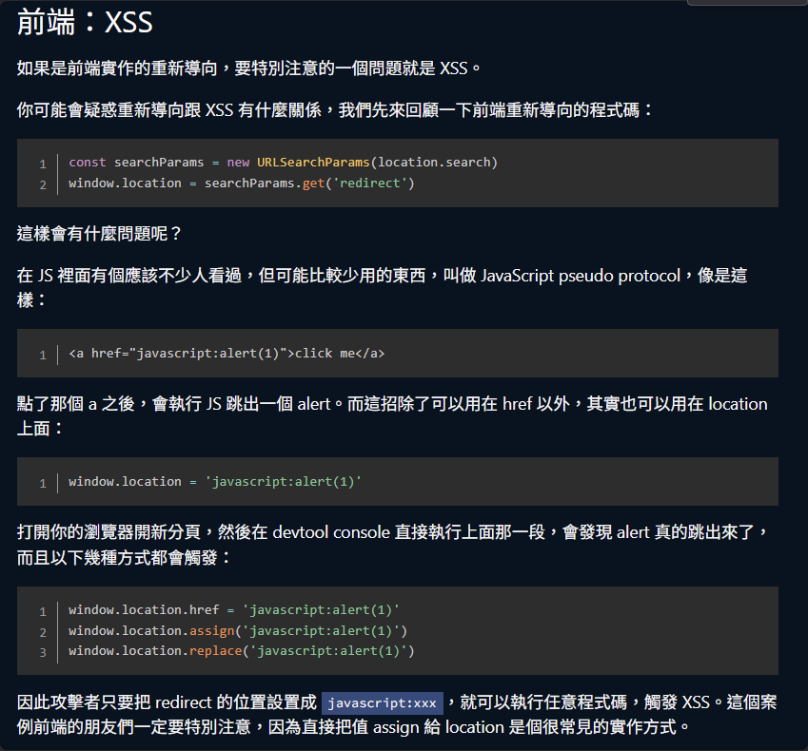 前端：XSS
如果是前端實作的重新導向，要特別注意的一個問題就是 XSS。
你可能會疑惑重新導向跟 XSS 有什麼關係，我們先來回顧一下前端重新導向的程式碼：
1 const searchParams = new URLSearchParams(location.search)
2 window.location = searchParams.get('redirect')
這樣會有什麼問題呢？
在 JS 裡面有個應該不少人看過，但可能比較少用的東西，叫做 JavaScript pseudo protocol，像是這
樣：
1 <a href="javascript:alert(1)">click me</a>
點了那個 a 之後，會執行 JS 跳出一個 alert。而這招除了可以用在 href 以外，其實也可以用在 location
上面：
1 window.location = 'javascript:alert(1)'
打開你的瀏覽器開新分頁，然後在 devtool console 直接執行上面那一段，會發現 alert 真的跳出來了，
而且以下幾種方式都會觸發：
1 window.location.href = 'javascript:alert(1)'
2 window.location.assign('javascript:alert(1)')
3 window.location.replace('javascript:alert(1)')
因此攻擊者只要把 redirect 的位置設置成 javascript:xxx ，就可以執行任意程式碼，觸發 XSS。這個案
例前端的朋友們一定要特別注意，因為直接把值 assign 給 location 是個很常見的實作方式。